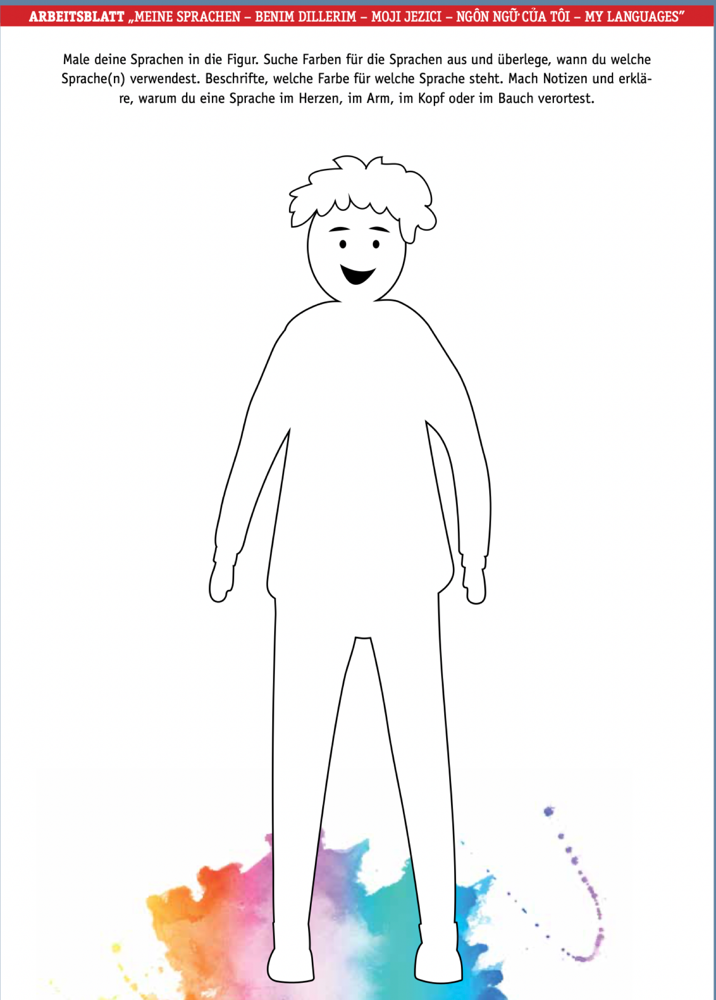 ARBEITSBLATT „MEINE SPRACHEN – BENIM DILLERIM – MOJI JEZICI – NGÔN NGỮ CỦA TÔI – MY LANGUAGES”
Male deine Sprachen in die Figur. Suche Farben für die Sprachen aus und überlege, wann du welche
Sprache(n) verwendest. Beschrifte, welche Farbe für welche Sprache steht. Mach Notizen und erklä-
re, warum du eine Sprache im Herzen, im Arm, im Kopf oder im Bauch verortest.